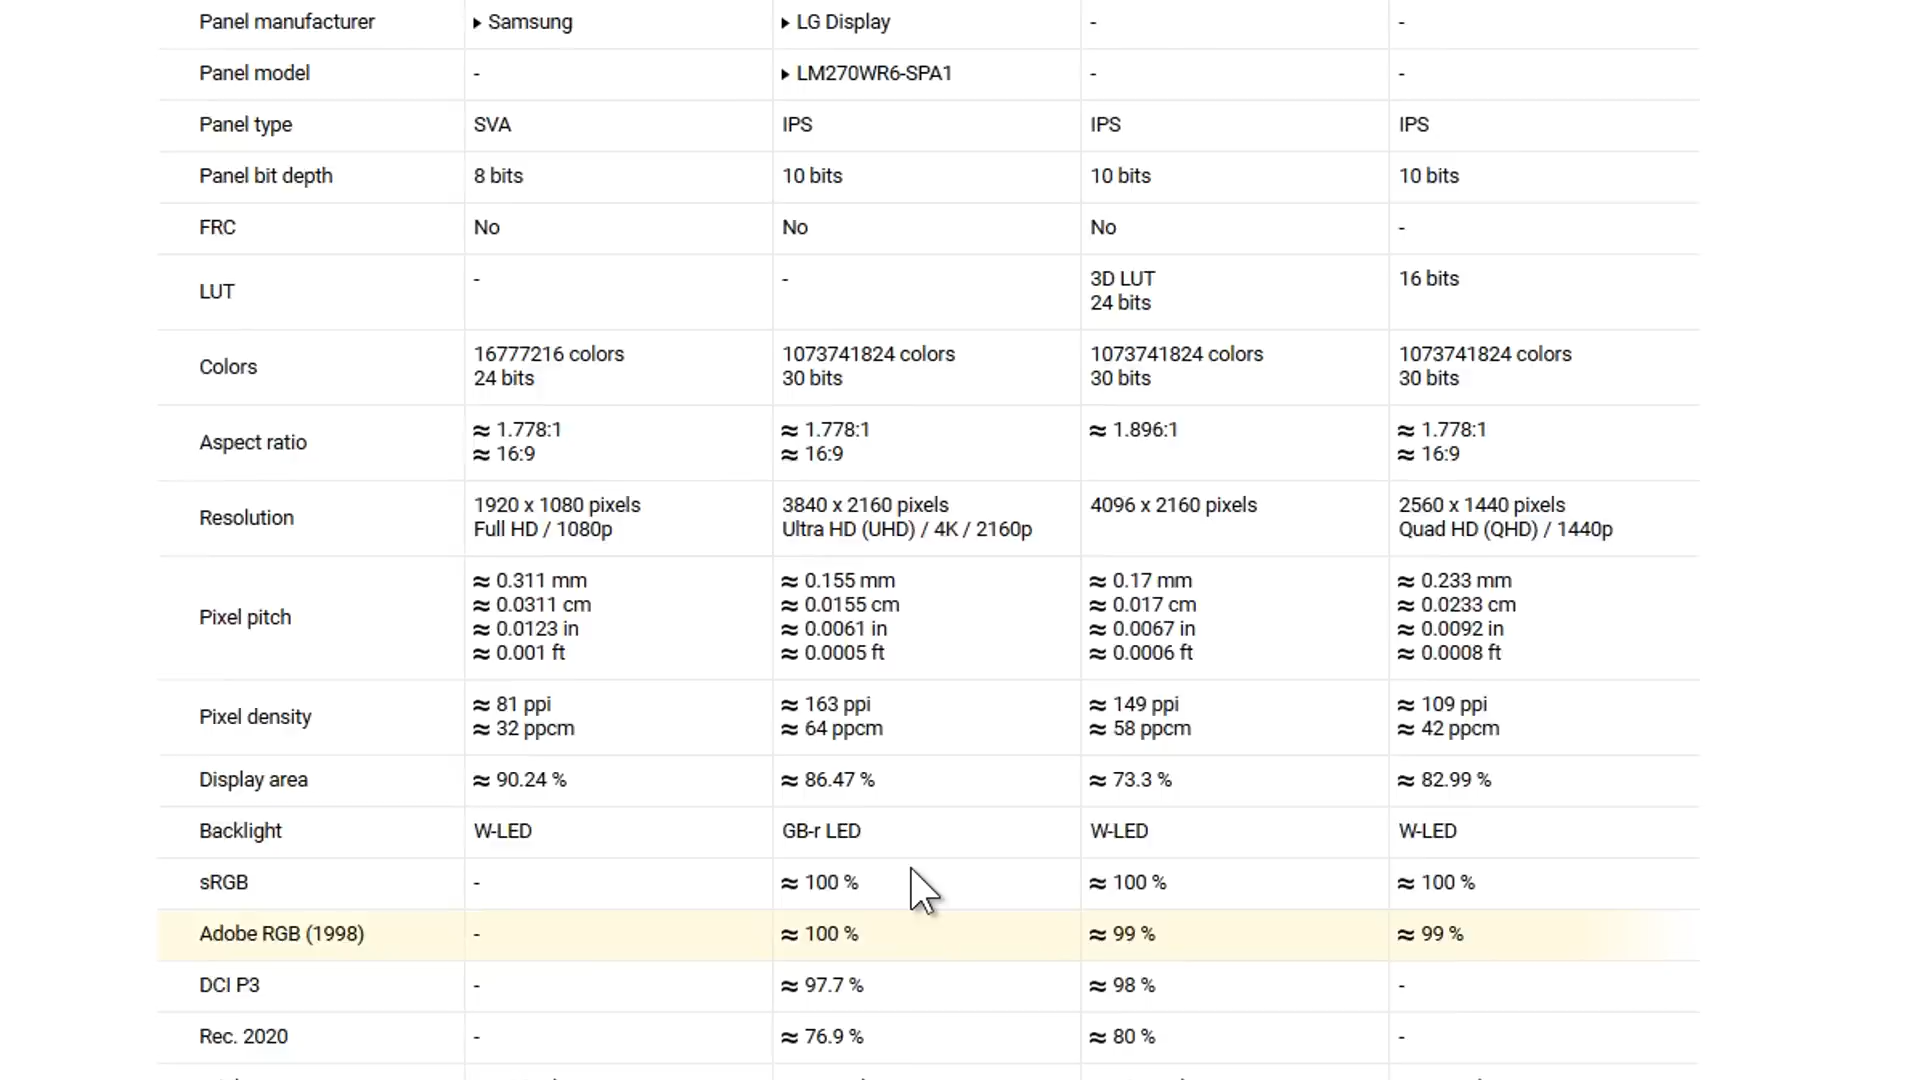 Panel manufacturer ▸ Samsung ▸ LG Display - -
Panel model - ▸ LM270WR6-SPA1 - -
Panel type SVA IPS IPS IPS
Panel bit depth 8 bits 10 bits 10 bits 10 bits
FRC No No No -
LUT - - 3D LUT 16 bits
24 bits
Colors 16777216 colors 1073741824 colors 1073741824 colors 1073741824 colors
24 bits 30 bits 30 bits 30 bits
Aspect ratio ≈ 1.778:1 ≈ 1.778:1 ≈ 1.896:1 ≈ 1.778:1
≈ 16:9 ≈ 16:9 ≈ 16:9
Resolution 1920 x 1080 pixels 3840 x 2160 pixels 4096 x 2160 pixels 2560 x 1440 pixels
Full HD / 1080p Ultra HD (UHD) / 4K / 2160p Quad HD (QHD) / 1440p
Pixel pitch ≈ 0.311 mm ≈ 0.155 mm ≈ 0.17 mm ≈ 0.233 mm
≈ 0.0311 cm ≈ 0.0155 cm ≈ 0.017 cm ≈ 0.0233 cm
≈ 0.0123 in ≈ 0.0061 in ≈ 0.0067 in ≈ 0.0092 in
≈ 0.001 ft ≈ 0.0005 ft ≈ 0.0006 ft ≈ 0.0008 ft
Pixel density ≈ 81 ppi ≈ 163 ppi ≈ 149 ppi ≈ 109 ppi
≈ 32 ppcm ≈ 64 ppcm ≈ 58 ppcm ≈ 42 ppcm
Display area ≈ 90.24 % ≈ 86.47 % ≈ 73.3 % ≈ 82.99 %
Backlight W-LED GB-r LED W-LED W-LED
sRGB - ≈ 100 % ≈ 100 % ≈ 100 %
Adobe RGB (1998) - ≈ 100 % ≈ 99 % ≈ 99 %
DCI P3 - ≈ 97.7 % ≈ 98 % -
Rec. 2020 - ≈ 76.9 % ≈ 80 % -